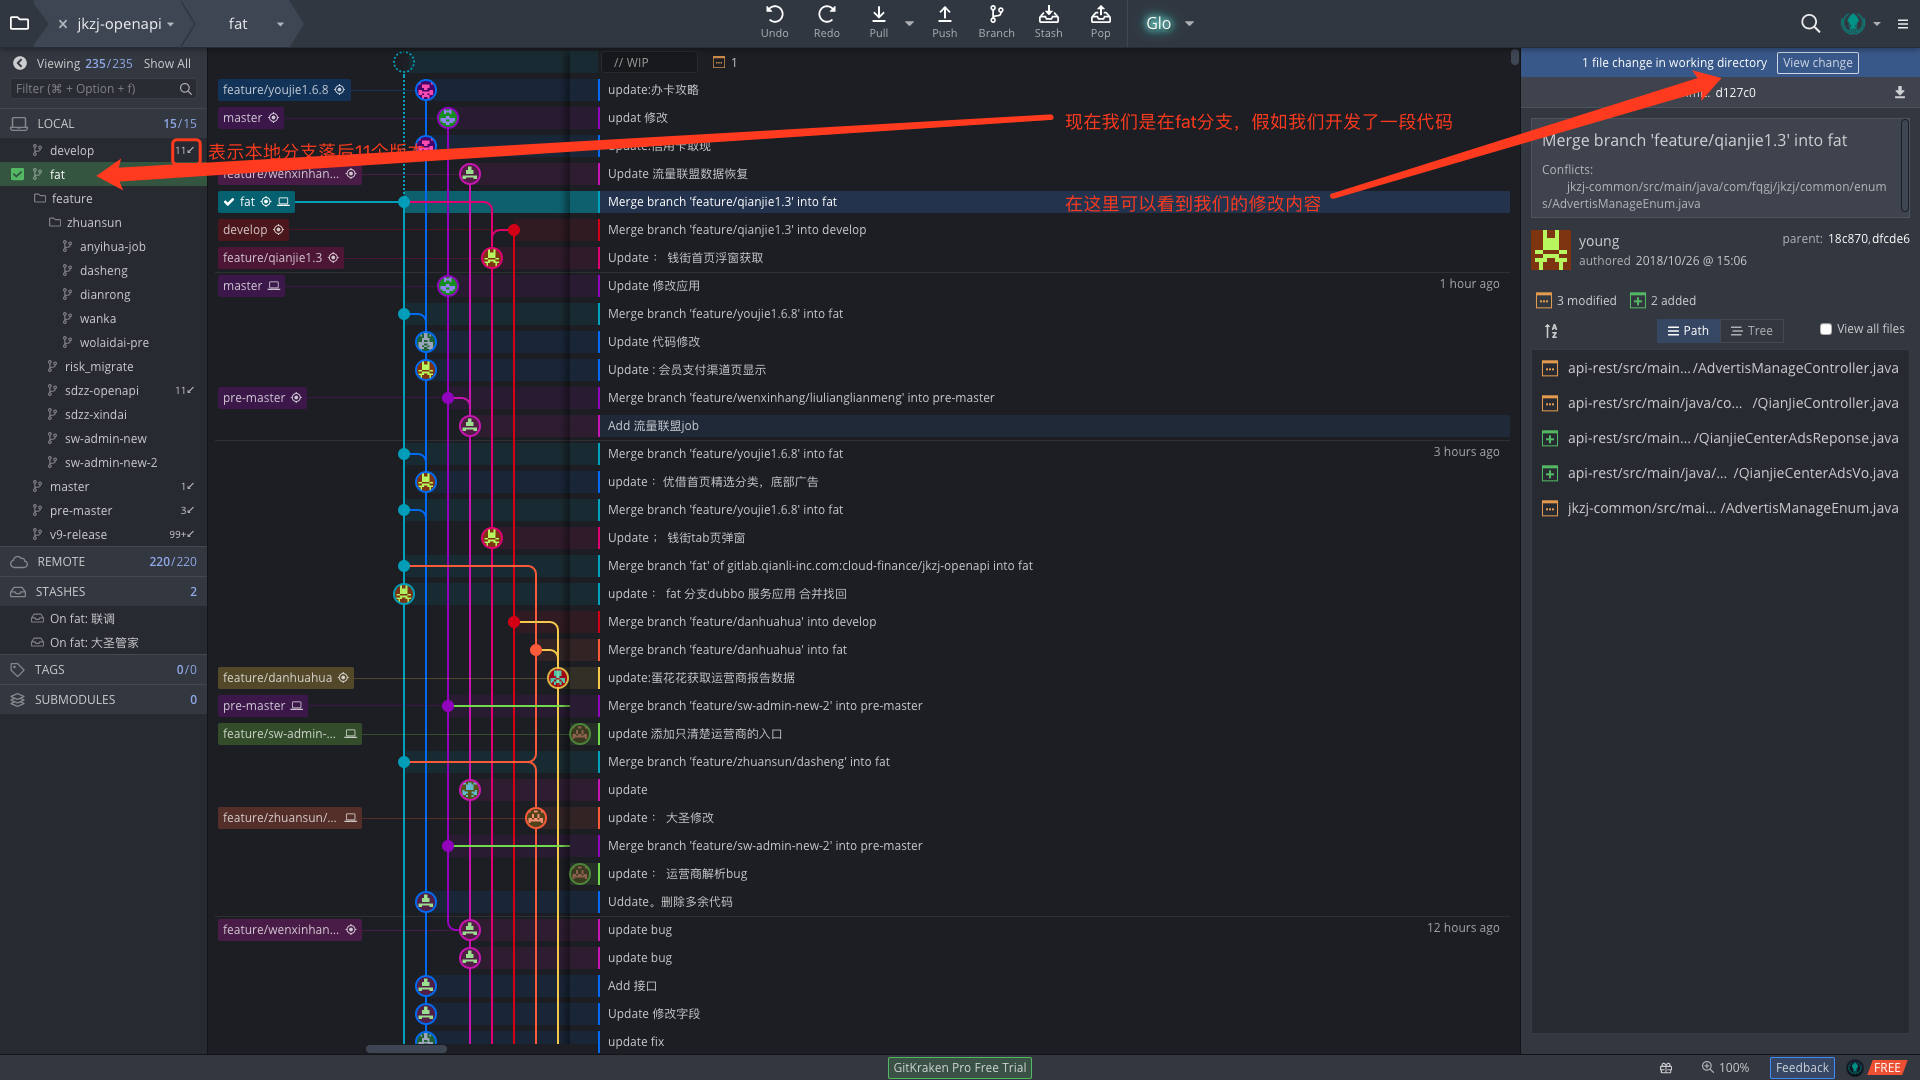 jkzj-openapi
fat
Undo
Redo
Pull
Push
Branch
Stash
Pop
Glo
Viewing 235/235 Show All
Filter (⌘ + Option + f)
LOCAL 15/15
develop 11
fat
feature
zhuansun
anyihua-job
dasheng
dianrong
wanka
wolaidai-pre
risk_migrate
sdzz-openapi 11
sdzz-xindai
sw-admin-new
sw-admin-new-2
master 1
pre-master 3
v9-release 99+
REMOTE 220/220
STASHES 2
On fat: 联调
On fat: 大圣管家
TAGS 0/0
SUBMODULES 0
表示本地分支落后11个版本
现在我们是在fat分支，假如我们开发了一段代码
在这里可以看到我们的修改内容
// WIP 1
feature/youjie1.6.8 update:办卡攻略
master updat 修改
update:信用卡取现
feature/wenxinhan... Update 流量联盟数据恢复
fat Merge branch 'feature/qianjie1.3' into fat
develop Merge branch 'feature/qianjie1.3' into develop
feature/qianjie1.3 Update： 钱街首页浮窗获取
master Update 修改应用 1 hour ago
Merge branch 'feature/youjie1.6.8' into fat
Update 代码修改
Update : 会员支付渠道页显示
pre-master Merge branch 'feature/wenxinhang/liulianglianmeng' into pre-master
Add 流量联盟job
Merge branch 'feature/youjie1.6.8' into fat 3 hours ago
update： 优借首页精选分类，底部广告
Merge branch 'feature/youjie1.6.8' into fat
Update； 钱街tab页弹窗
Merge branch 'fat' of gitlab.qianli-inc.com:cloud-finance/jkzj-openapi into fat
update： fat 分支dubbo 服务应用 合并找回
Merge branch 'feature/danhuahua' into develop
Merge branch 'feature/danhuahua' into fat
feature/danhuahua update:蛋花花获取运营商报告数据
pre-master Merge branch 'feature/sw-admin-new-2' into pre-master
feature/sw-admin-... update 添加只清楚运营商的入口
Merge branch 'feature/zhuansun/dasheng' into fat
update
feature/zhuansun/... update： 大圣修改
Merge branch 'feature/sw-admin-new-2' into pre-master
update： 运营商解析bug
Uddate。删除多余代码
feature/wenxinhan... update bug 12 hours ago
update bug
Add 接口
Update 修改字段
update fix
1 file change in working directory View change
d127c0
Merge branch 'feature/qianjie1.3' into fat
Conflicts:
jkzj-common/src/main/java/com/fqgj/jkzj/common/enum
s/AdvertisManageEnum.java
young
authored 2018/10/26 @ 15:06
parent: 18c870,dfcde6
3 modified 2 added
Path Tree View all files
api-rest/src/main... /AdvertisManageController.java
api-rest/src/main/java/co... /QianJieController.java
api-rest/src/main... /QianjieCenterAdsReponse.java
api-rest/src/main/java/... /QianjieCenterAdsVo.java
jkzj-common/src/mai... /AdvertisManageEnum.java
GitKraken Pro Free Trial
100%
Feedback
FREE